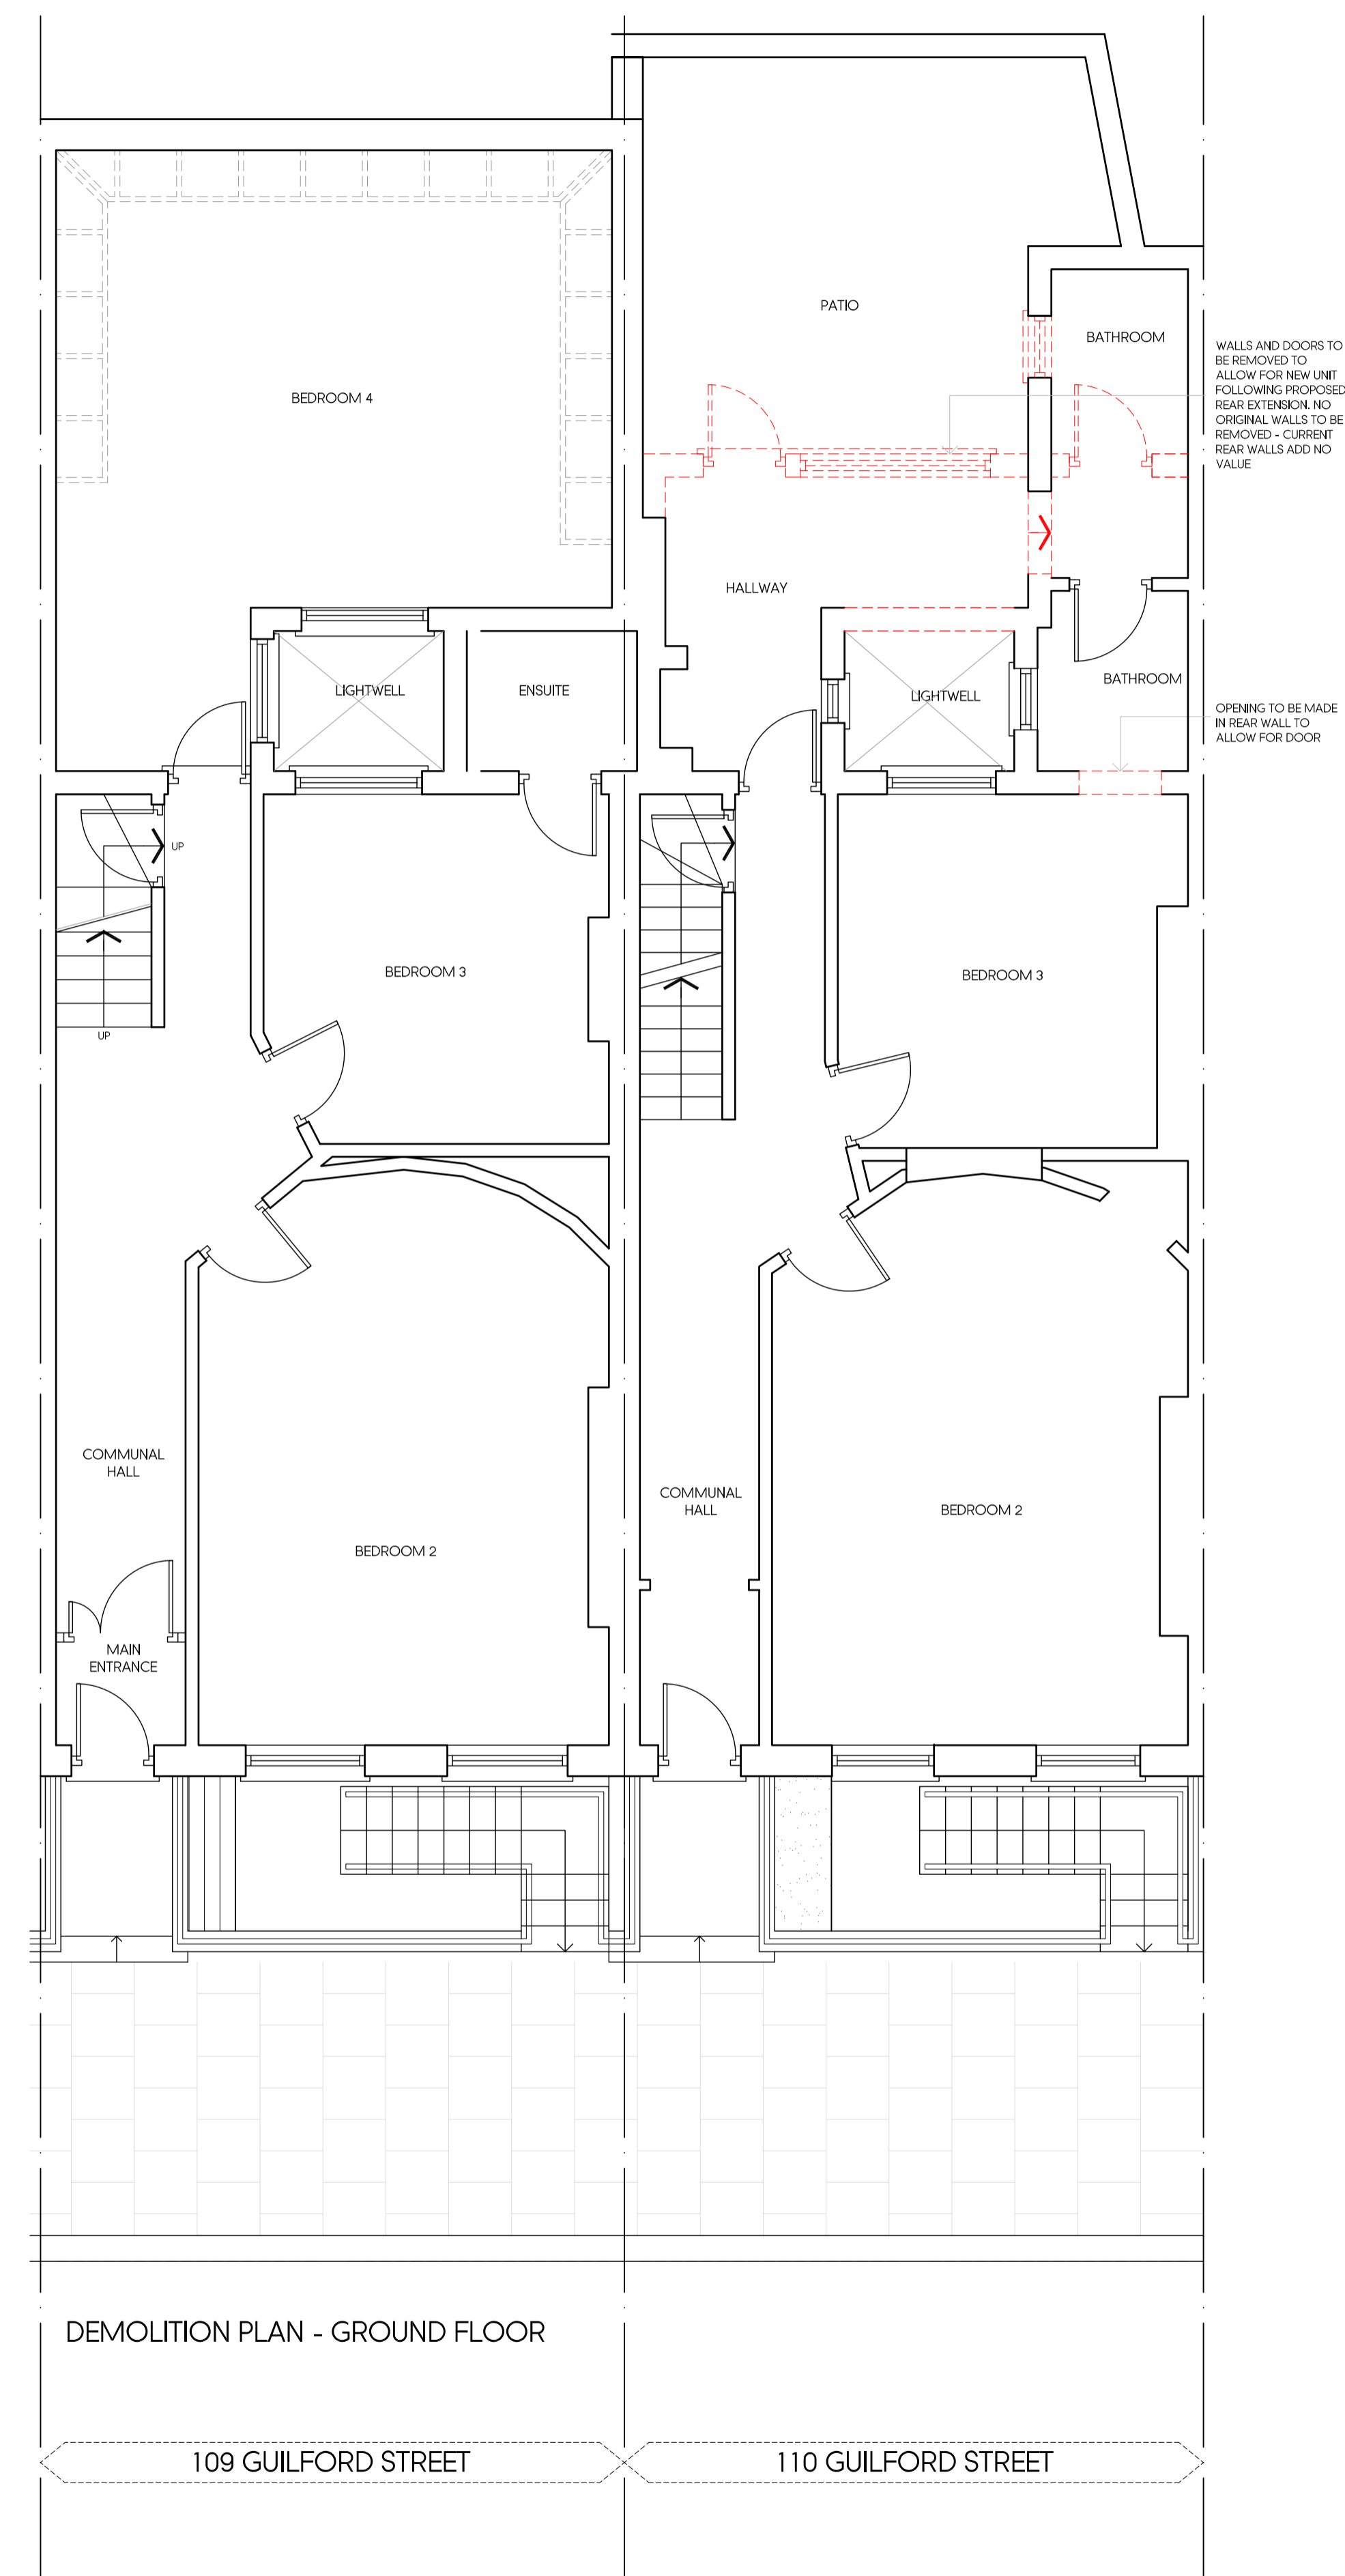 PATIO
BATHROOM
WALLS AND DOORS TO
BE REMOVED TO
ALLOW FOR NEW UNIT
FOLLOWING PROPOSED
REAR EXTENSION. NO
ORIGINAL WALLS TO BE
REMOVED - CURRENT
REAR WALLS ADD NO
VALUE
BEDROOM 4
HALLWAY
LIGHTWELL
ENSUITE
LIGHTWELL
BATHROOM
OPENING TO BE MADE
IN REAR WALL TO
ALLOW FOR DOOR
UP
BEDROOM 3
BEDROOM 3
UP
COMMUNAL
HALL
COMMUNAL
HALL
BEDROOM 2
BEDROOM 2
MAIN
ENTRANCE
DEMOLITION PLAN - GROUND FLOOR
109 GUILFORD STREET
110 GUILFORD STREET